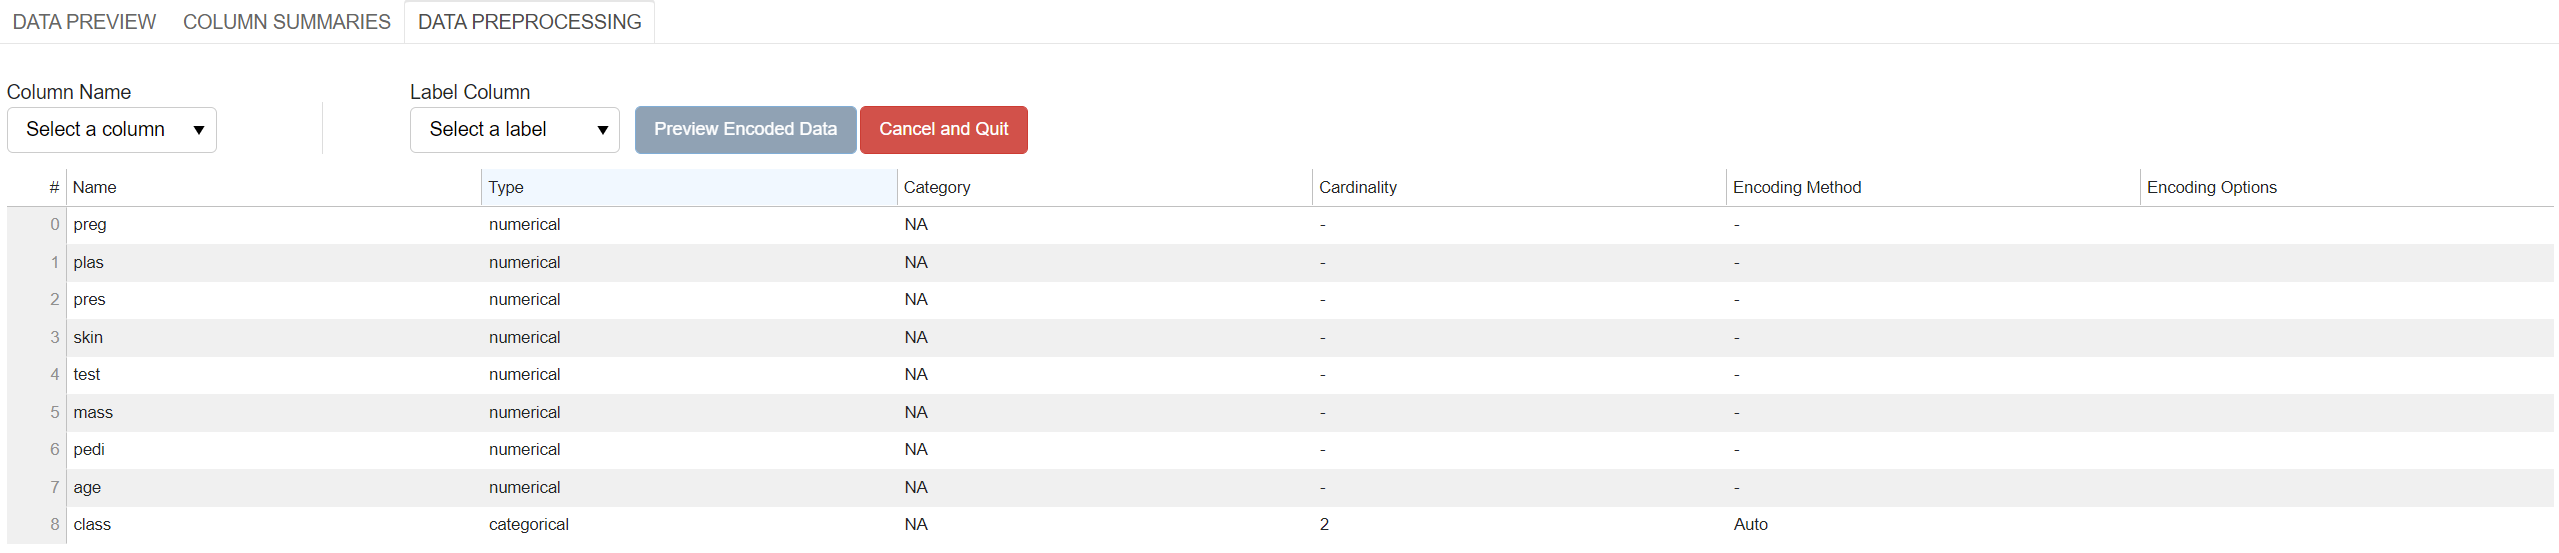 DATA PREVIEW COLUMN SUMMARIES DATA PREPROCESSING
Column Name Label Column
Select a column ▼ Select a label ▼ Preview Encoded Data Cancel and Quit
# Name Type Category Cardinality Encoding Method Encoding Options
0 preg numerical NA - -
1 plas numerical NA - -
2 pres numerical NA - -
3 skin numerical NA - -
4 test numerical NA - -
5 mass numerical NA - -
6 pedi numerical NA - -
7 age numerical NA - -
8 class categorical NA 2 Auto